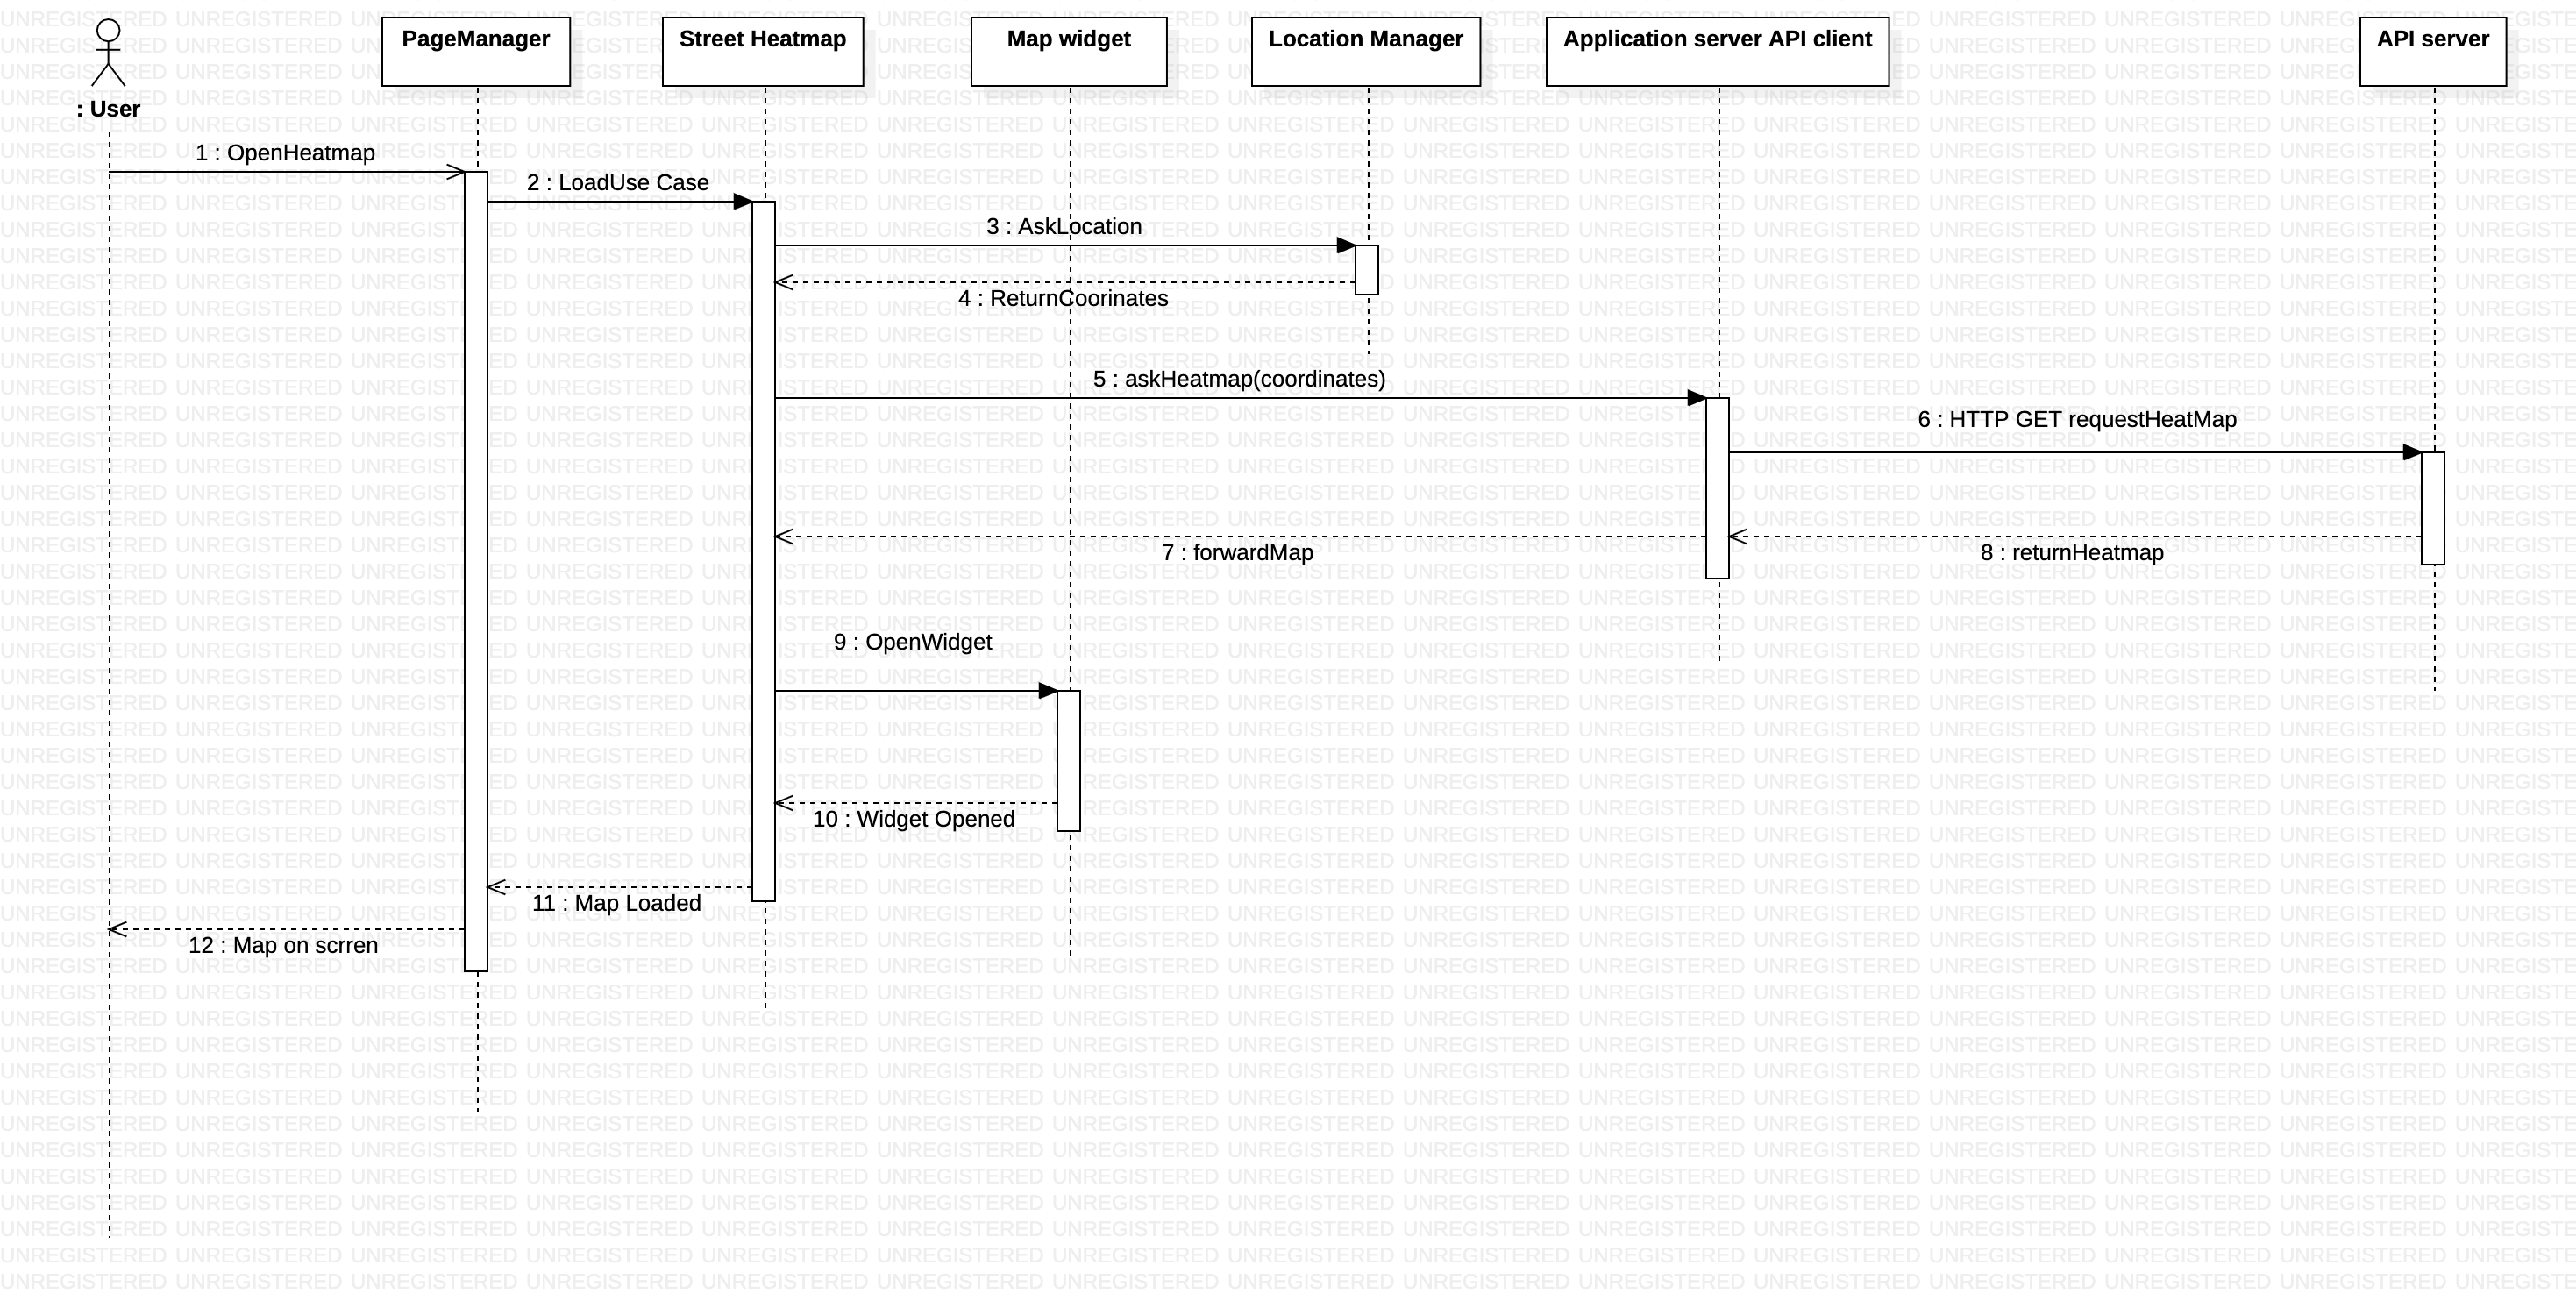 PageManager
Street Heatmap
Map widget
Location Manager
Application server API client
API server
: User
1 : OpenHeatmap
2 : LoadUse Case
3 : AskLocation
4 : ReturnCoorinates
5 : askHeatmap(coordinates)
6 : HTTP GET requestHeatMap
7 : forwardMap
8 : returnHeatmap
9 : OpenWidget
10 : Widget Opened
11 : Map Loaded
12 : Map on scrren
UNREGISTERED